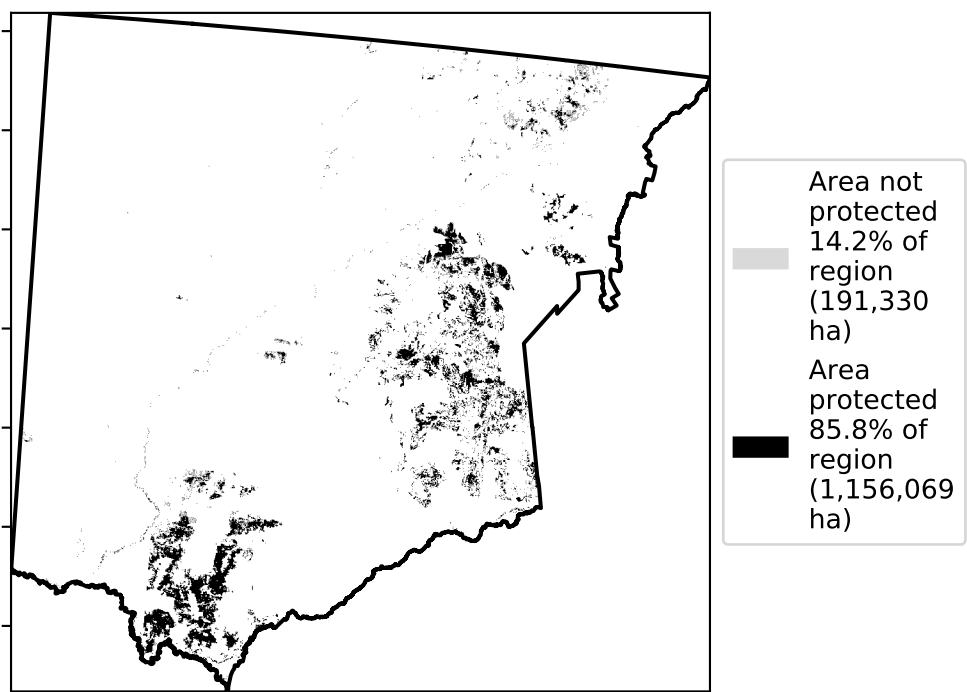 Area not
protected
14.2% of
region
(191,330
ha)
Area
protected
85.8% of
region
(1,156,069
ha)